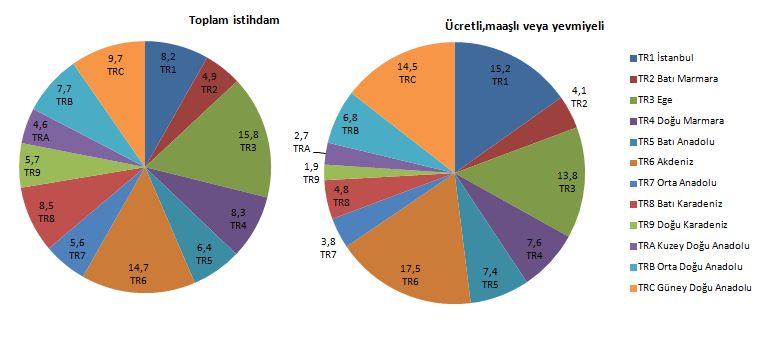 Toplam istihdam
8,2
TR1
4,9
TR2
15,8
TR3
8,3
TR4
6,4
TR5
14,7
TR6
5,6
TR7
8,5
TR8
5,7
TR9
4,6
TRA
7,7
TRB
9,7
TRC
Ücretli,maaşlı veya yevmiyeli
15,2
TR1
4,1
TR2
13,8
TR3
7,6
TR4
7,4
TR5
17,5
TR6
3,8
TR7
4,8
TR8
1,9
TR9
2,7
TRA
6,8
TRB
14,5
TRC
TR1 İstanbul
TR2 Batı Marmara
TR3 Ege
TR4 Doğu Marmara
TR5 Batı Anadolu
TR6 Akdeniz
TR7 Orta Anadolu
TR8 Batı Karadeniz
TR9 Doğu Karadeniz
TRA Kuzey Doğu Anadolu
TRB Orta Doğu Anadolu
TRC Güney Doğu Anadolu